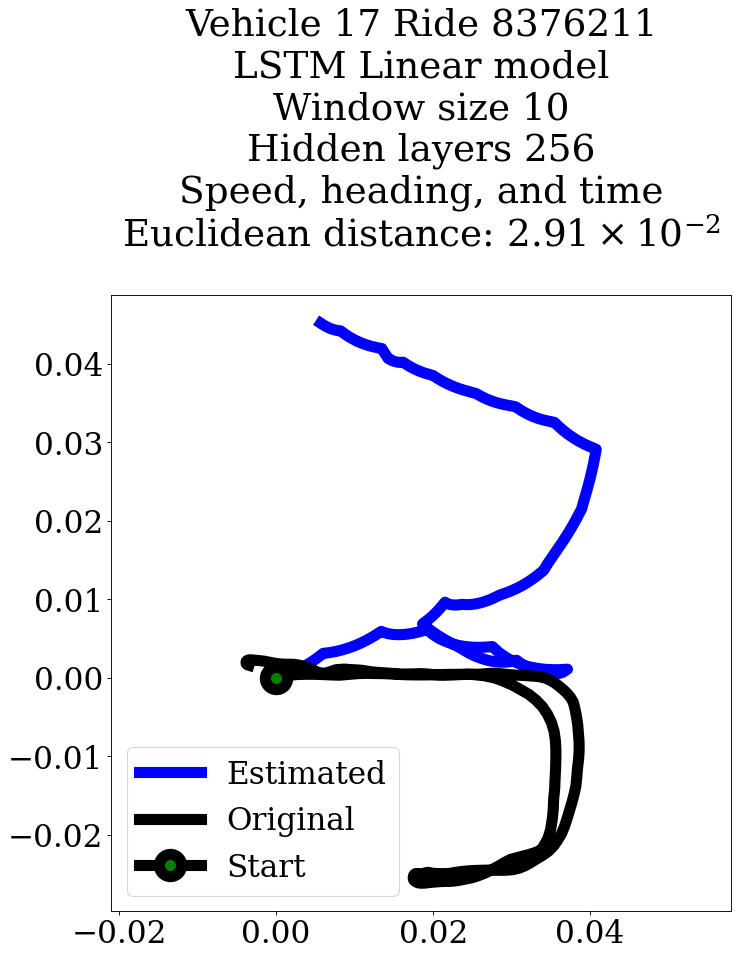 Vehicle 17 Ride 8376211
LSTM Linear model
Window size 10
Hidden layers 256
Speed, heading, and time
Euclidean distance: 2.91 × 10⁻²
0.04
0.03
0.02
0.01
0.00
−0.01
−0.02
Estimated
Original
Start
−0.02 0.00 0.02 0.04